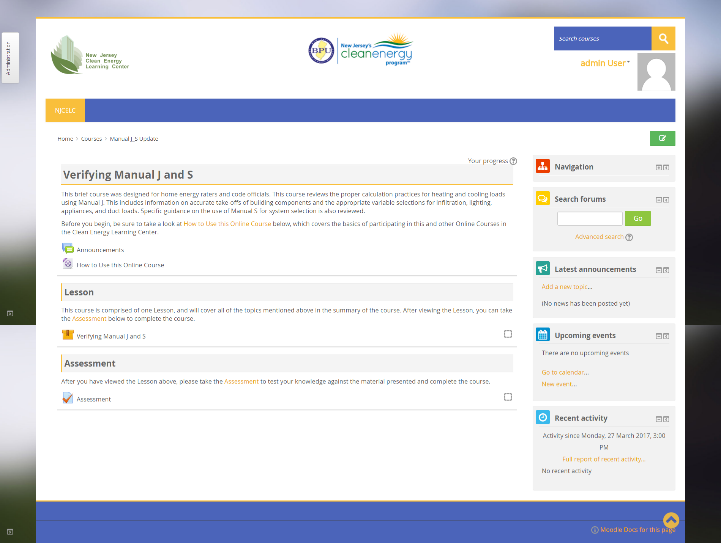 Administration
New Jersey
Clean Energy
Learning Center
BPU
New Jersey's
cleanenergy
program™
Search courses
admin User
NJCELC
Home
Courses
Manual J_S Update
Your progress
Verifying Manual J and S
This brief course was designed for home energy raters and code officials. This course reviews the proper calculation practices for heating and cooling loads
using Manual J. This includes information on accurate take offs of building components and the appropriate variable selections for infiltration, lighting,
appliances, and duct loads. Specific guidance on the use of Manual S for system selection is also reviewed.
Before you begin, be sure to take a look at How to Use this Online Course below, which covers the basics of participating in this and other Online Courses in
the Clean Energy Learning Center.
Announcements
How to Use this Online Course
Lesson
This course is comprised of one Lesson, and will cover all of the topics mentioned above in the summary of the course. After viewing the Lesson, you can take
the Assessment below to complete the course.
Verifying Manual J and S
Assessment
After you have viewed the Lesson above, please take the Assessment to test your knowledge against the material presented and complete the course.
Assessment
Navigation
Search forums
Go
Advanced search
Latest announcements
Add a new topic...
(No news has been posted yet)
Upcoming events
There are no upcoming events
Go to calendar...
New event...
Recent activity
Activity since Monday, 27 March 2017, 3:00
PM
Full report of recent activity...
No recent activity
Moodle Docs for this page